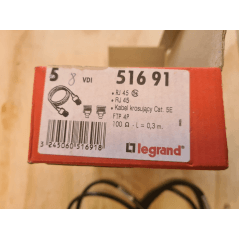 5 8 VDI 516 91
• RJ 45
• RJ 45
• Kabel krosujący Cat. 5E
FTP 4P
100 Ω - L = 0,3 m.
3 245060 516918
legrand